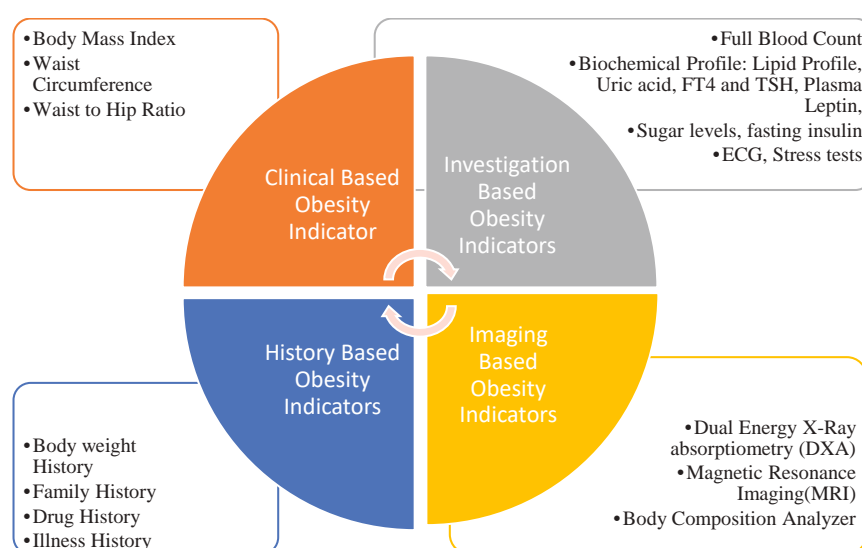 •Body Mass Index
•Waist
Circumference
•Waist to Hip Ratio
•Full Blood Count
•Biochemical Profile: Lipid Profile,
Uric acid, FT4 and TSH, Plasma
Leptin,
•Sugar levels, fasting insulin
•ECG, Stress tests
Clinical Based
Obesity
Indicator
Investigation
Based
Obesity
Indicators
History Based
Obesity
Indicators
Imaging
Based
Obesity
Indicators
•Body weight
History
•Family History
•Drug History
•Illness History
•Dual Energy X-Ray
absorptiometry (DXA)
•Magnetic Resonance
Imaging(MRI)
•Body Composition Analyzer